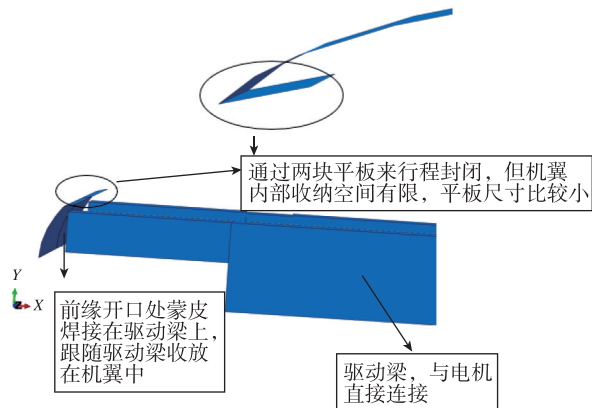 通过两块平板来行程封闭，但机翼
内部收纳空间有限，平板尺寸比较小
Y
X
前缘开口处蒙皮
焊接在驱动梁上，
跟随驱动梁收放
在机翼中
驱动梁，与电机
直接连接